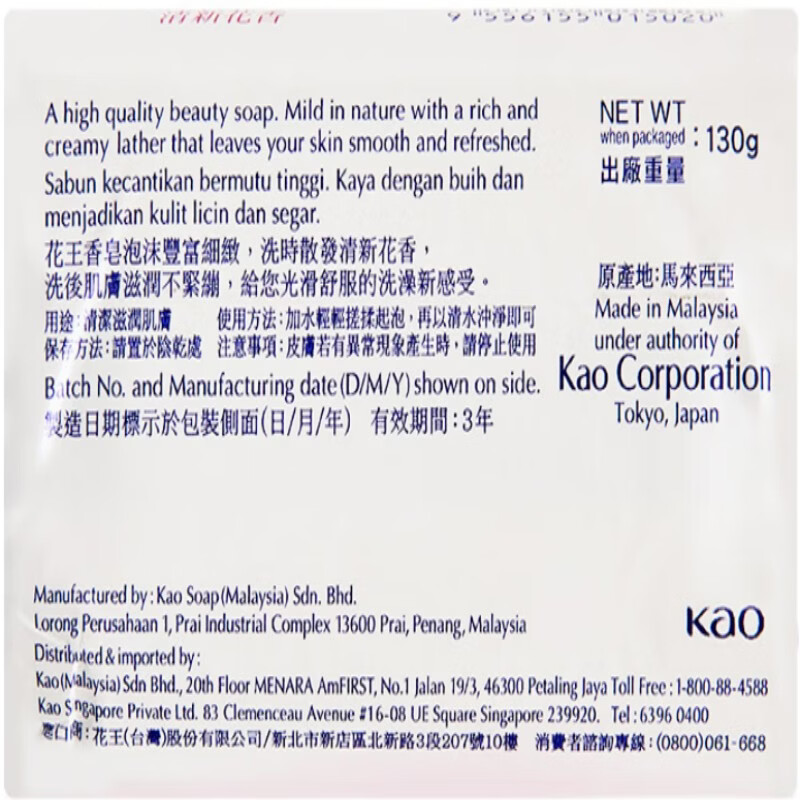 清新花香
9 556155 015020
A high quality beauty soap. Mild in nature with a rich and
creamy lather that leaves your skin smooth and refreshed.
Sabun kecantikan bermutu tinggi. Kaya dengan buih dan
menjadikan kulit licin dan segar.
花王香皂泡沫豐富細緻，洗時散發清新花香，
洗後肌膚滋潤不緊繃，給您光滑舒服的洗澡新感受。
用途：清潔滋潤肌膚 使用方法：加水輕輕搓揉起泡，再以清水沖淨即可
保存方法：請置於陰乾處 注意事項：皮膚若有異常現象產生時，請停止使用
Batch No. and Manufacturing date (D/M/Y) shown on side.
製造日期標示於包裝側面(日/月/年) 有效期間：3年
NET WT
when packaged : 130g
出廠重量
原產地:馬來西亞
Made in Malaysia
under authority of
Kao Corporation
Tokyo, Japan
Manufactured by: Kao Soap (Malaysia) Sdn. Bhd.
Lorong Perusahaan 1, Prai Industrial Complex 13600 Prai, Penang, Malaysia
Kao
Distributed & imported by:
Kao (Malaysia) Sdn Bhd., 20th Floor MENARA AmFIRST, No.1 Jalan 19/3, 46300 Petaling Jaya Toll Free : 1-800-88-4588
Kao Singapore Private Ltd. 83 Clemenceau Avenue #16-08 UE Square Singapore 239920. Tel : 6396 0400
商：花王(台灣)股份有限公司/新北市新店區北新路3段207號10樓 消費者諮詢專線：(0800)061-668